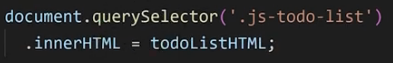 document.querySelector('.js-todo-list')
.innerHTML = todoListHTML;